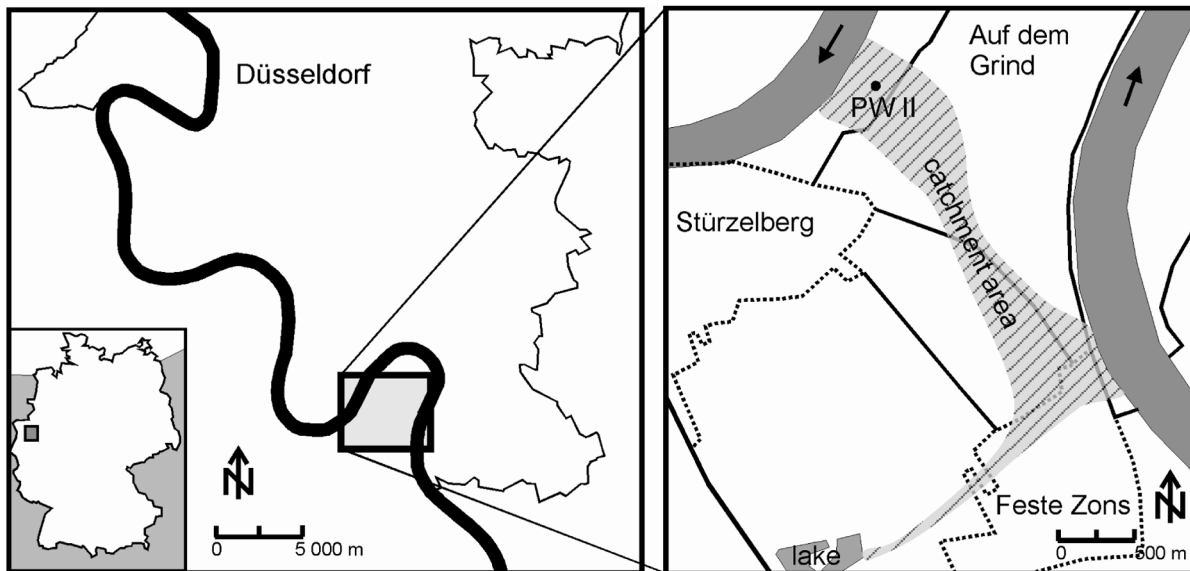 Düsseldorf
N
0 5 000 m
Auf dem
Grind
PW II
catchment area
Stürzelberg
Feste Zons
N
0 500 m
lake